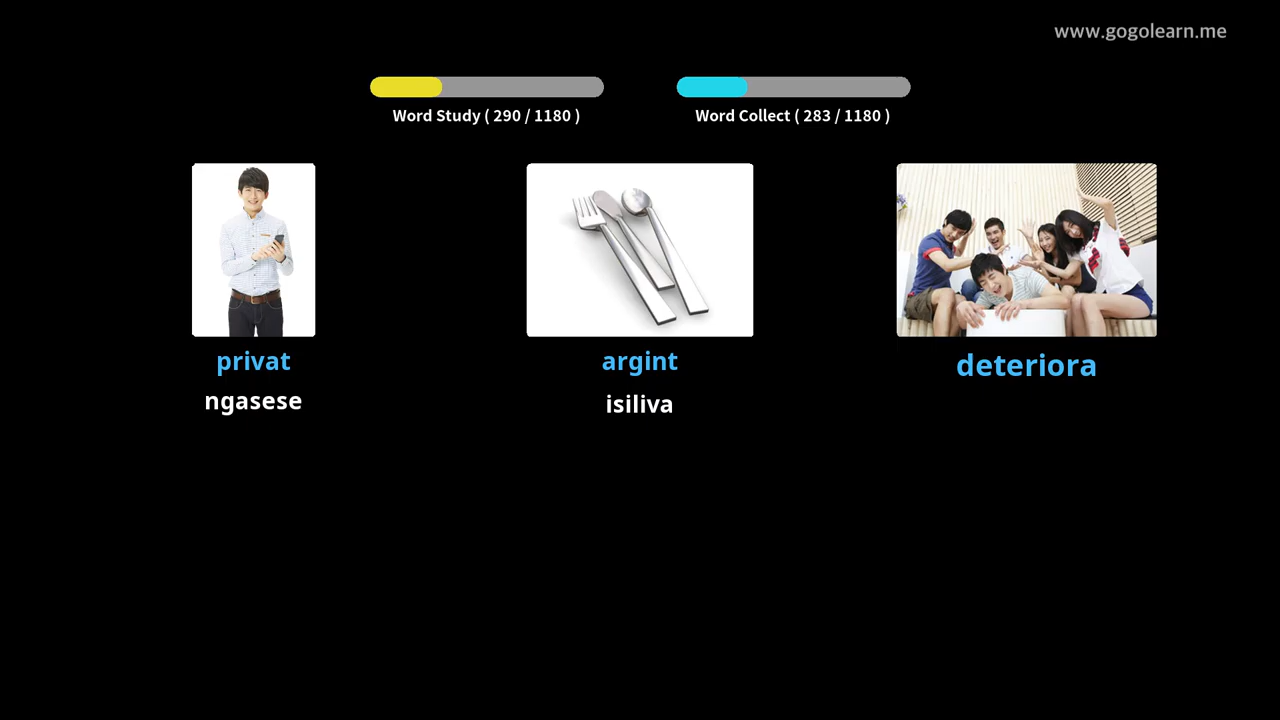 www.gogolearn.me
Word Study ( 290 / 1180 )
Word Collect ( 283 / 1180 )
privat
argint
deteriora
ngasese
isiliva